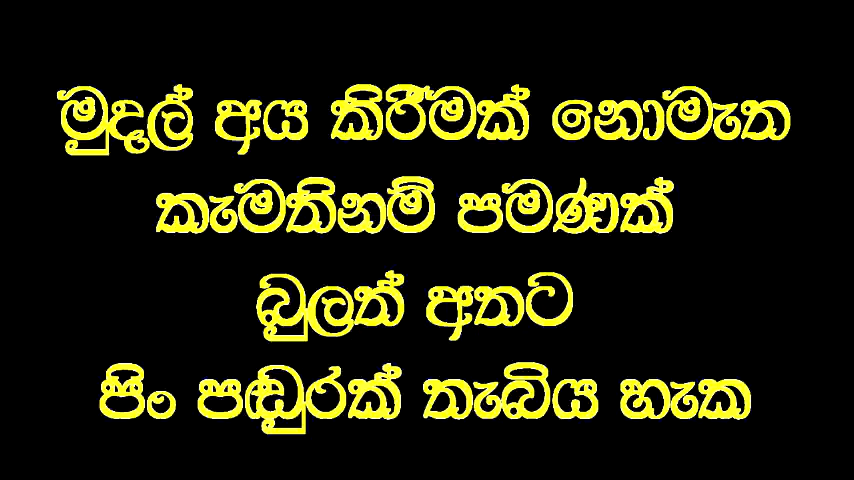 මුදල් අය කිරීමක් නොමැත
කැමතිනම් පමණක්
බුලත් අතට
පිං පඬුරක් තැබිය හැක